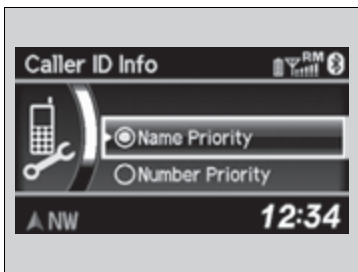 Caller ID Info
RM
Name Priority
Number Priority
NW
12:34